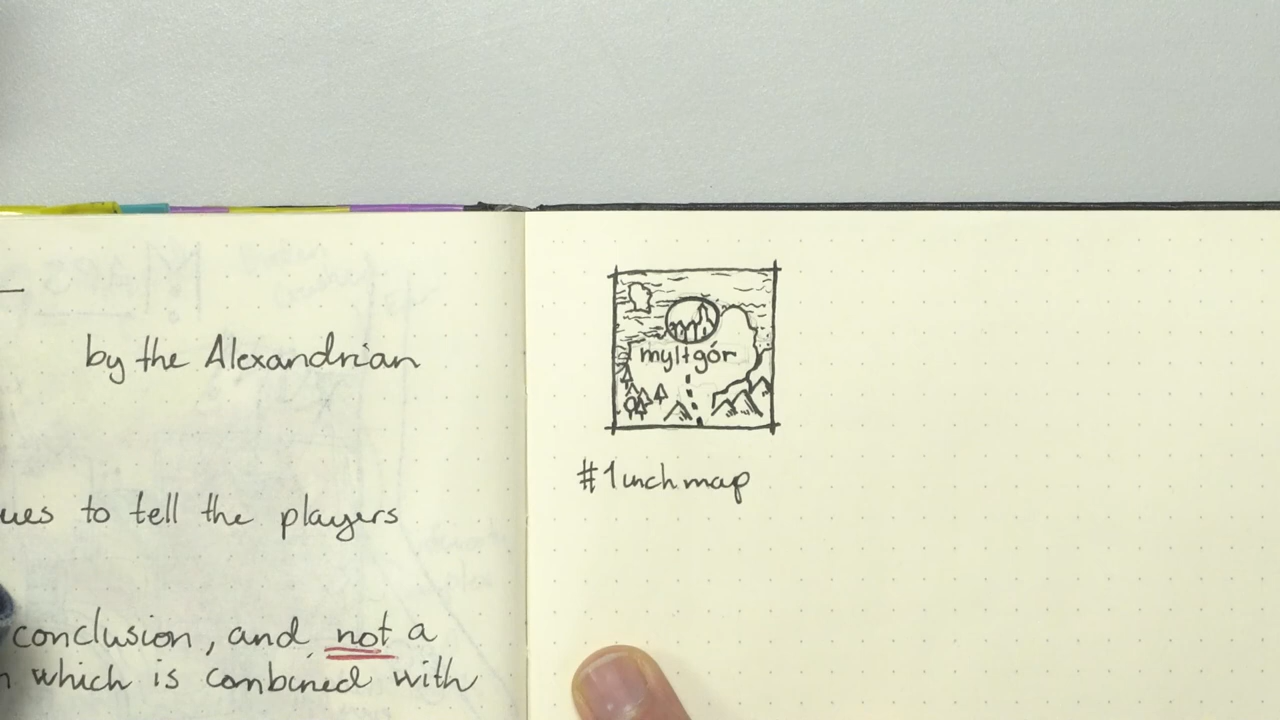 by the Alexandrian
ues to tell the players
conclusion, and not a
which is combined with
myltgór
#1inchmap